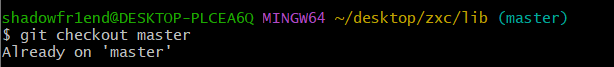 shadowfr1end@DESKTOP-PLCEA6Q MINGW64 ~/desktop/zxc/lib (master)
$ git checkout master
Already on 'master'